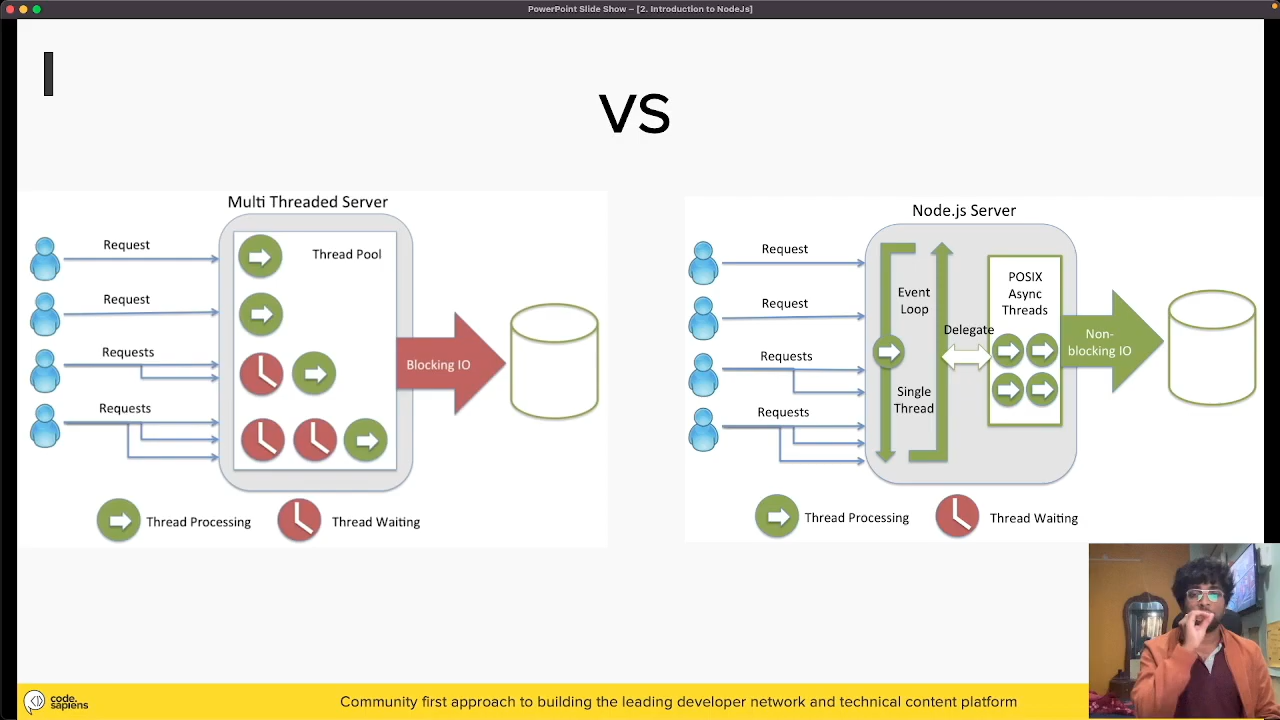 PowerPoint Slide Show – [2. Introduction to NodeJs]
VS
Multi Threaded Server
Request
Request
Requests
Requests
Thread Pool
Blocking IO
Thread Processing
Thread Waiting
Node.js Server
Request
Request
Requests
Requests
Event
Loop
Single
Thread
Delegate
POSIX
Async
Threads
Non-
blocking IO
Thread Processing
Thread Waiting
code.
sapiens
Community first approach to building the leading developer network and technical content platform